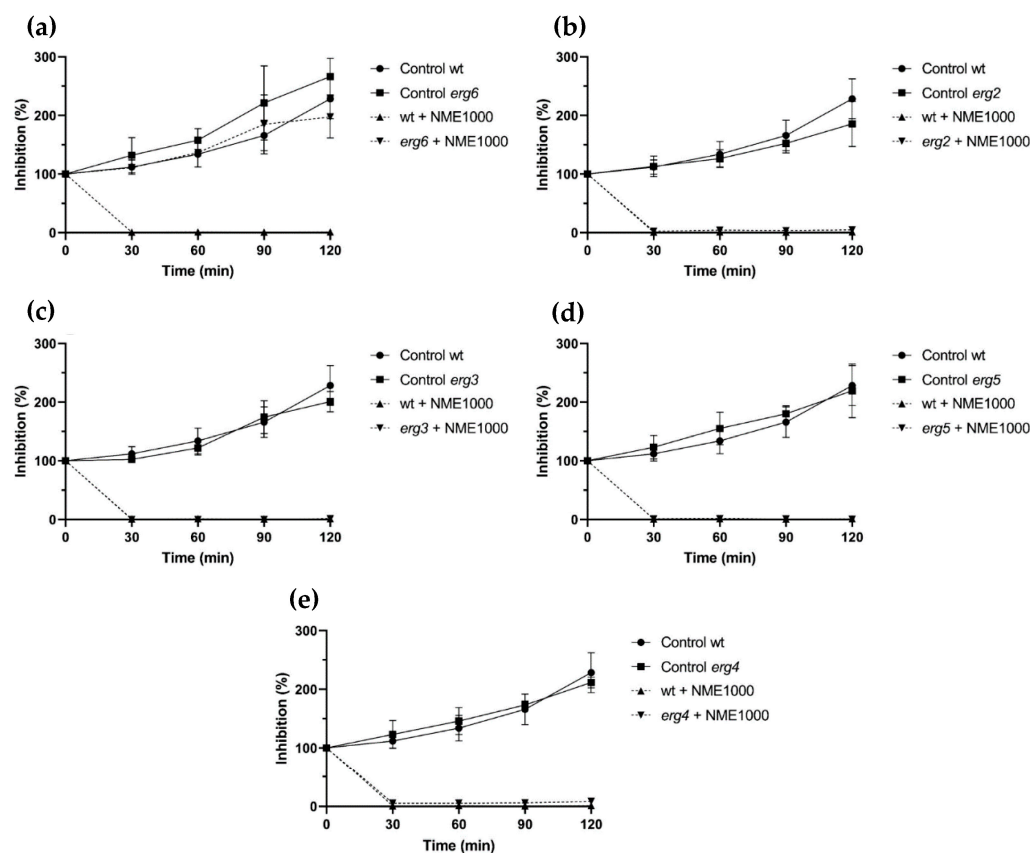 (a)
300
200
100
0
Inhibition (%)
0 30 60 90 120
Time (min)
Control wt
Control erg6
wt + NME1000
erg6 + NME1000
(b)
300
200
100
0
Inhibition (%)
0 30 60 90 120
Time (min)
Control wt
Control erg2
wt + NME1000
erg2 + NME1000
(c)
300
200
100
0
Inhibition (%)
0 30 60 90 120
Time (min)
Control wt
Control erg3
wt + NME1000
erg3 + NME1000
(d)
300
200
100
0
Inhibition (%)
0 30 60 90 120
Time (min)
Control wt
Control erg5
wt + NME1000
erg5 + NME1000
(e)
300
200
100
0
Inhibition (%)
0 30 60 90 120
Time (min)
Control wt
Control erg4
wt + NME1000
erg4 + NME1000